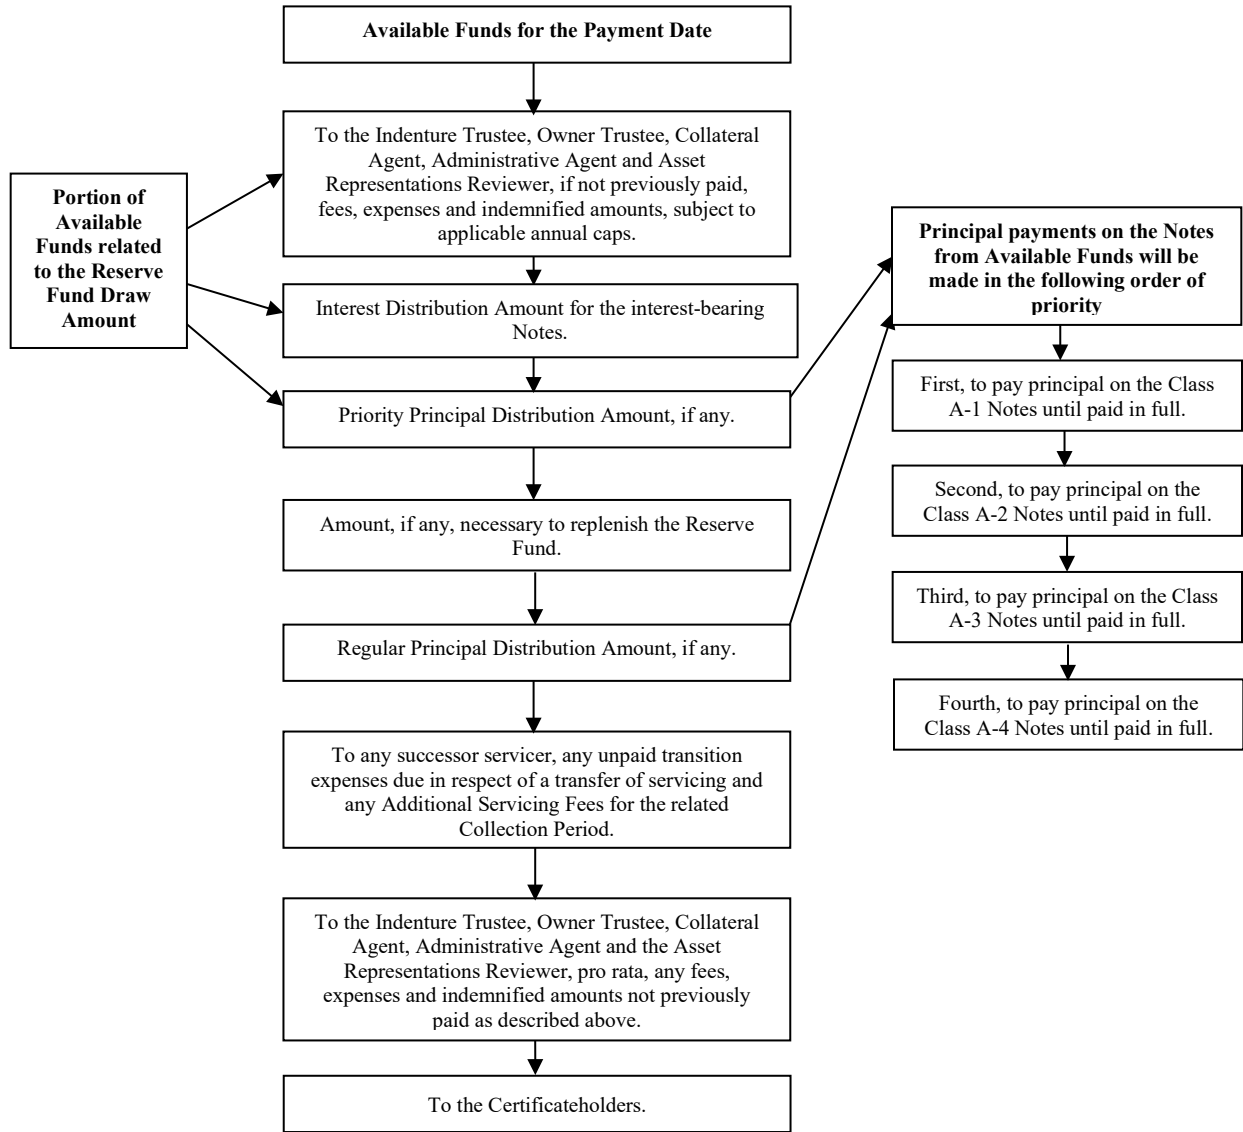 Available Funds for the Payment Date
To the Indenture Trustee, Owner Trustee, Collateral
Agent, Administrative Agent and Asset
Representations Reviewer, if not previously paid,
fees, expenses and indemnified amounts, subject to
applicable annual caps.
Portion of
Available
Funds related
to the Reserve
Fund Draw
Amount
Interest Distribution Amount for the interest-bearing
Notes.
Priority Principal Distribution Amount, if any.
Amount, if any, necessary to replenish the Reserve
Fund.
Regular Principal Distribution Amount, if any.
To any successor servicer, any unpaid transition
expenses due in respect of a transfer of servicing and
any Additional Servicing Fees for the related
Collection Period.
To the Indenture Trustee, Owner Trustee, Collateral
Agent, Administrative Agent and the Asset
Representations Reviewer, pro rata, any fees,
expenses and indemnified amounts not previously
paid as described above.
To the Certificateholders.
Principal payments on the Notes
from Available Funds will be
made in the following order of
priority
First, to pay principal on the Class
A-1 Notes until paid in full.
Second, to pay principal on the
Class A-2 Notes until paid in full.
Third, to pay principal on the Class
A-3 Notes until paid in full.
Fourth, to pay principal on the
Class A-4 Notes until paid in full.